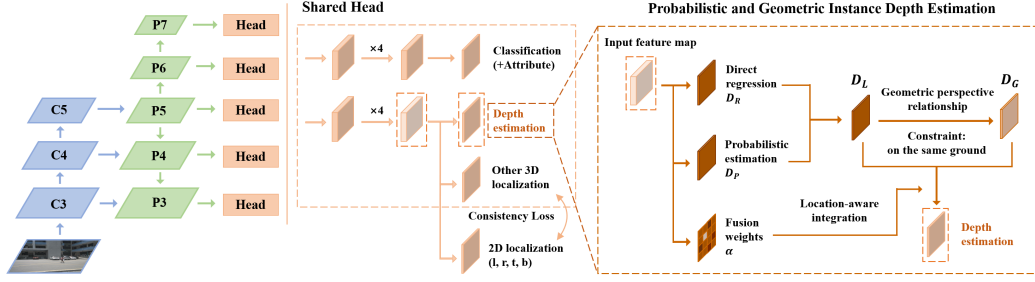 P7
Head
P6
Head
C5
P5
Head
C4
P4
Head
C3
P3
Head
Shared Head
×4
Classification
(+Attribute)
×4
Depth
estimation
Other 3D
localization
Consistency Loss
2D localization
(l, r, t, b)
Probabilistic and Geometric Instance Depth Estimation
Input feature map
Direct
regression
D_R
Probabilistic
estimation
D_P
Fusion
weights
α
D_L
D_G
Geometric perspective
relationship
Constraint:
on the same ground
Location-aware
integration
Depth
estimation